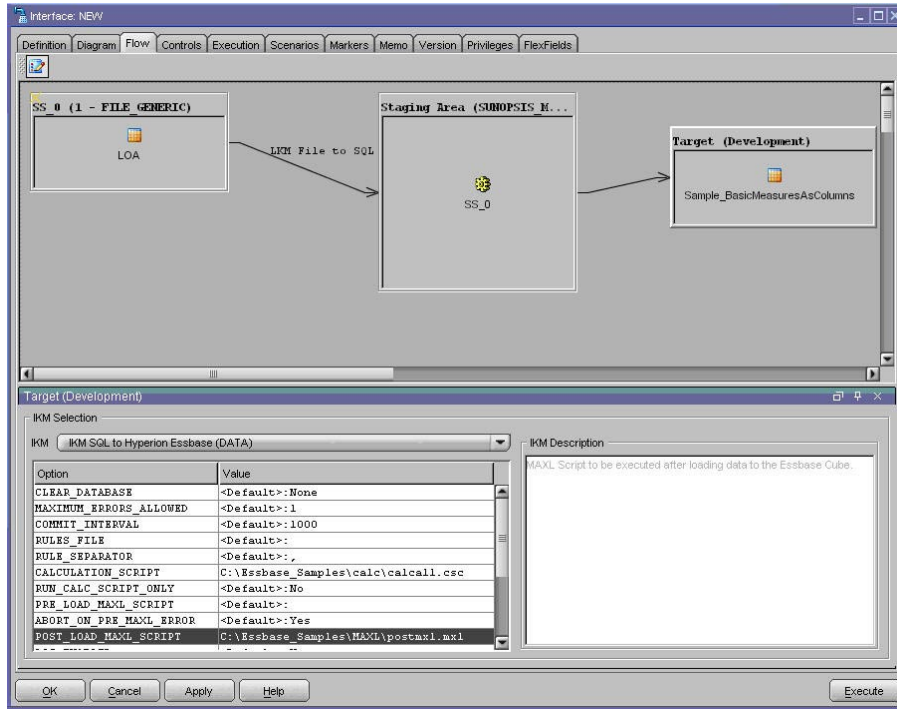 Interface: NEW
Definition Diagram Flow Controls Execution Scenarios Markers Memo Version Privileges FlexFields
SS_0 (1 - FILE_GENERIC)
LOA
LKM File to SQL
Staging Area (SUNOPSIS_M...
SS_0
Target (Development)
Sample_BasicMeasuresAsColumns
Target (Development)
IKM Selection
IKM IKM SQL to Hyperion Essbase (DATA)
Option Value
CLEAR_DATABASE <Default>:None
MAXIMUM_ERRORS_ALLOWED <Default>:1
COMMIT_INTERVAL <Default>:1000
RULES_FILE <Default>:
RULE_SEPARATOR <Default>:,
CALCULATION_SCRIPT C:\Essbase_Samples\calc\calcall.csc
RUN_CALC_SCRIPT_ONLY <Default>:No
PRE_LOAD_MAXL_SCRIPT <Default>:
ABORT_ON_PRE_MAXL_ERROR <Default>:Yes
POST_LOAD_MAXL_SCRIPT C:\Essbase_Samples\MAXL\postmxl.mxl
IKM Description
MAXL Script to be executed after loading data to the Essbase Cube.
OK Cancel Apply Help Execute